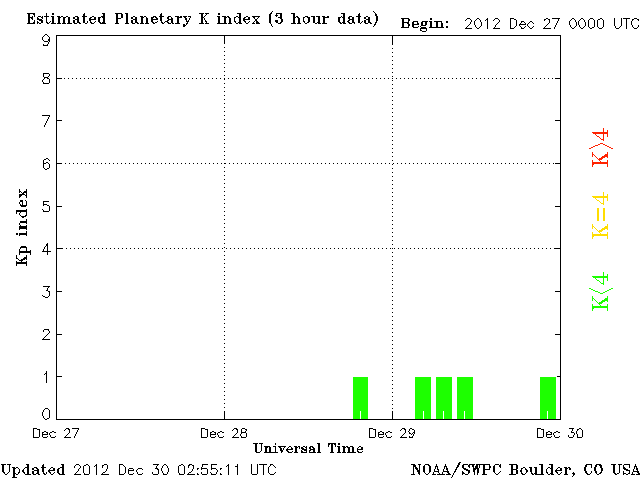 Estimated Planetary K index (3 hour data) Begin: 2012 Dec 27 0000 UTC
9
8
7
6
5
4
3
2
1
0
Kp index
K>4
K=4
K<4
Dec 27 Dec 28 Dec 29 Dec 30
Universal Time
Updated 2012 Dec 30 02:55:11 UTC NOAA/SWPC Boulder, CO USA